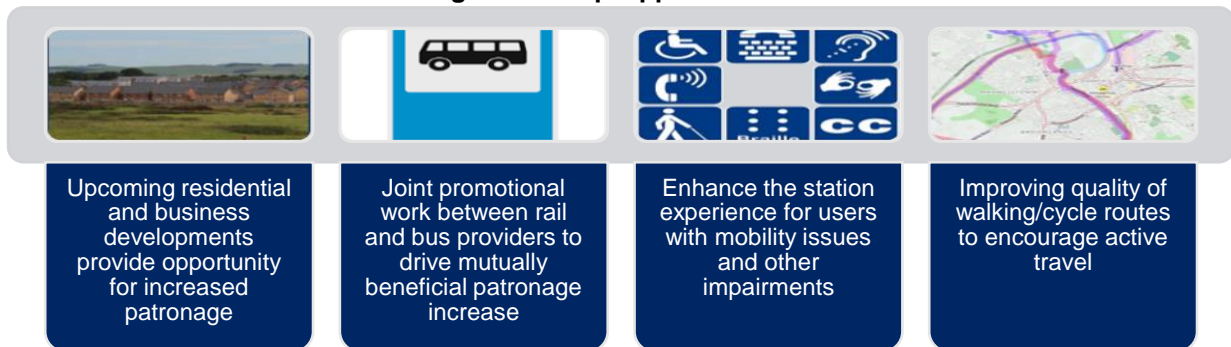 Upcoming residential
and business
developments
provide opportunity
for increased
patronage
Joint promotional
work between rail
and bus providers to
drive mutually
beneficial patronage
increase
Braille
CC
Enhance the station
experience for users
with mobility issues
and other
impairments
Improving quality of
walking/cycle routes
to encourage active
travel